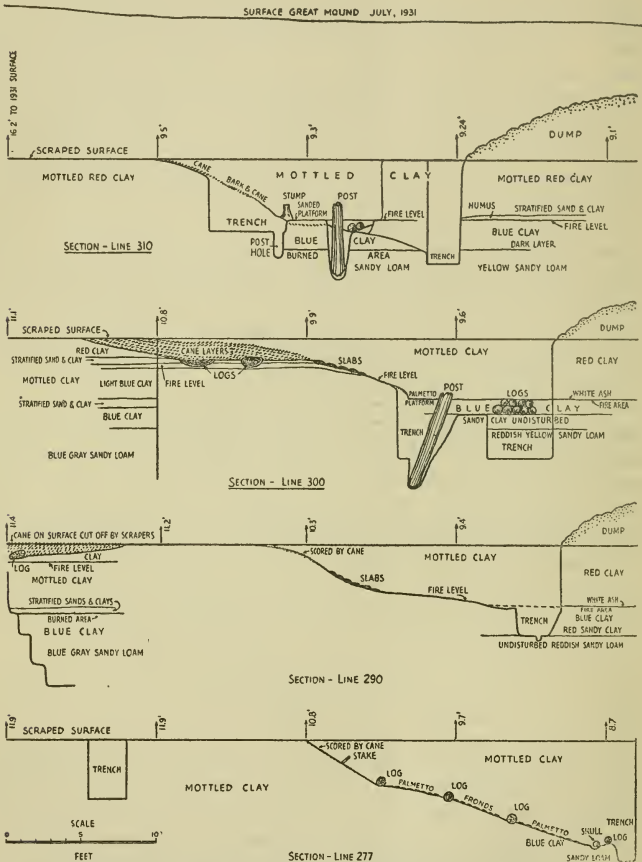 SURFACE GREAT MOUND JULY, 1931
16.2' TO 1931 SURFACE
9.5'
9.3'
9.24'
9.1'
DUMP
SCRAPED SURFACE
MOTTLED RED CLAY
CANE
BARK & CANE
MOTTLED CLAY
MOTTLED RED CLAY
STUMP
POST
SANDED
PLATFORM
FIRE LEVEL
HUMUS
STRATIFIED SAND & CLAY
FIRE LEVEL
TRENCH
BLUE CLAY
BLUE CLAY
DARK LAYER
POST
HOLE
BURNED AREA
SANDY LOAM
TRENCH
YELLOW SANDY LOAM
SECTION - LINE 310
11.1'
10.8'
9.9'
9.6'
SCRAPED SURFACE
DUMP
RED CLAY
CANE LAYERS
MOTTLED CLAY
RED CLAY
STRATIFIED SAND & CLAY
LOGS
SLABS
MOTTLED CLAY
LIGHT BLUE CLAY
FIRE LEVEL
FIRE LEVEL
PALMETTO
PLATFORM
POST
LOGS
WHITE ASH
FIRE AREA
STRATIFIED SAND & CLAY
BLUE CLAY
BLUE CLAY
TRENCH
SANDY CLAY UNDISTURBED
REDDISH YELLOW SANDY LOAM
TRENCH
BLUE GRAY SANDY LOAM
SECTION - LINE 300
11.4'
11.2'
10.3'
9.4'
CANE ON SURFACE CUT OFF BY SCRAPERS
DUMP
CLAY
LOG
FIRE LEVEL
SCORED BY CANE
MOTTLED CLAY
RED CLAY
MOTTLED CLAY
SLABS
FIRE LEVEL
STRATIFIED SANDS & CLAYS
WHITE ASH
FIRE AREA
BURNED AREA
BLUE CLAY
TRENCH
BLUE CLAY
RED SANDY CLAY
BLUE GRAY SANDY LOAM
UNDISTURBED REDDISH SANDY LOAM
SECTION - LINE 290
11.9'
11.9'
10.8'
9.7'
8.7
SCRAPED SURFACE
SCORED BY CANE
STAKE
MOTTLED CLAY
TRENCH
MOTTLED CLAY
LOG
PALMETTO
LOG
FRONDS
LOG
PALMETTO
SKULL
TRENCH
LOG
BLUE CLAY
SANDY LOAM
SCALE
0 5 10'
FEET
SECTION - LINE 277